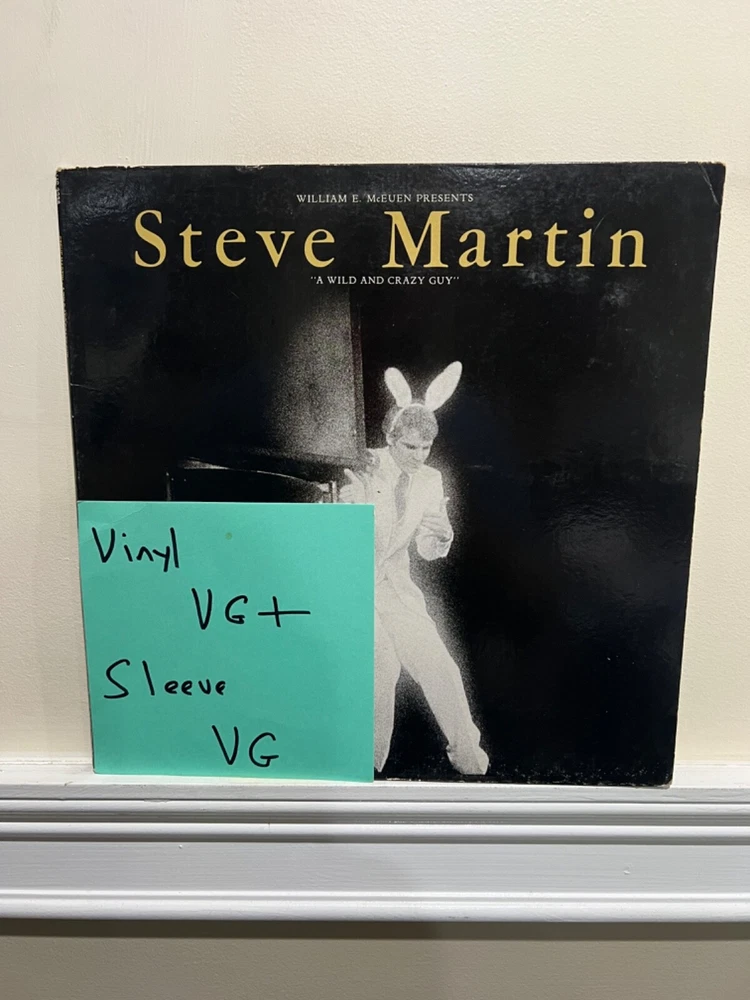 WILLIAM E. McEUEN PRESENTS
Steve Martin
"A WILD AND CRAZY GUY"
Vinyl
VG+
Sleeve
VG